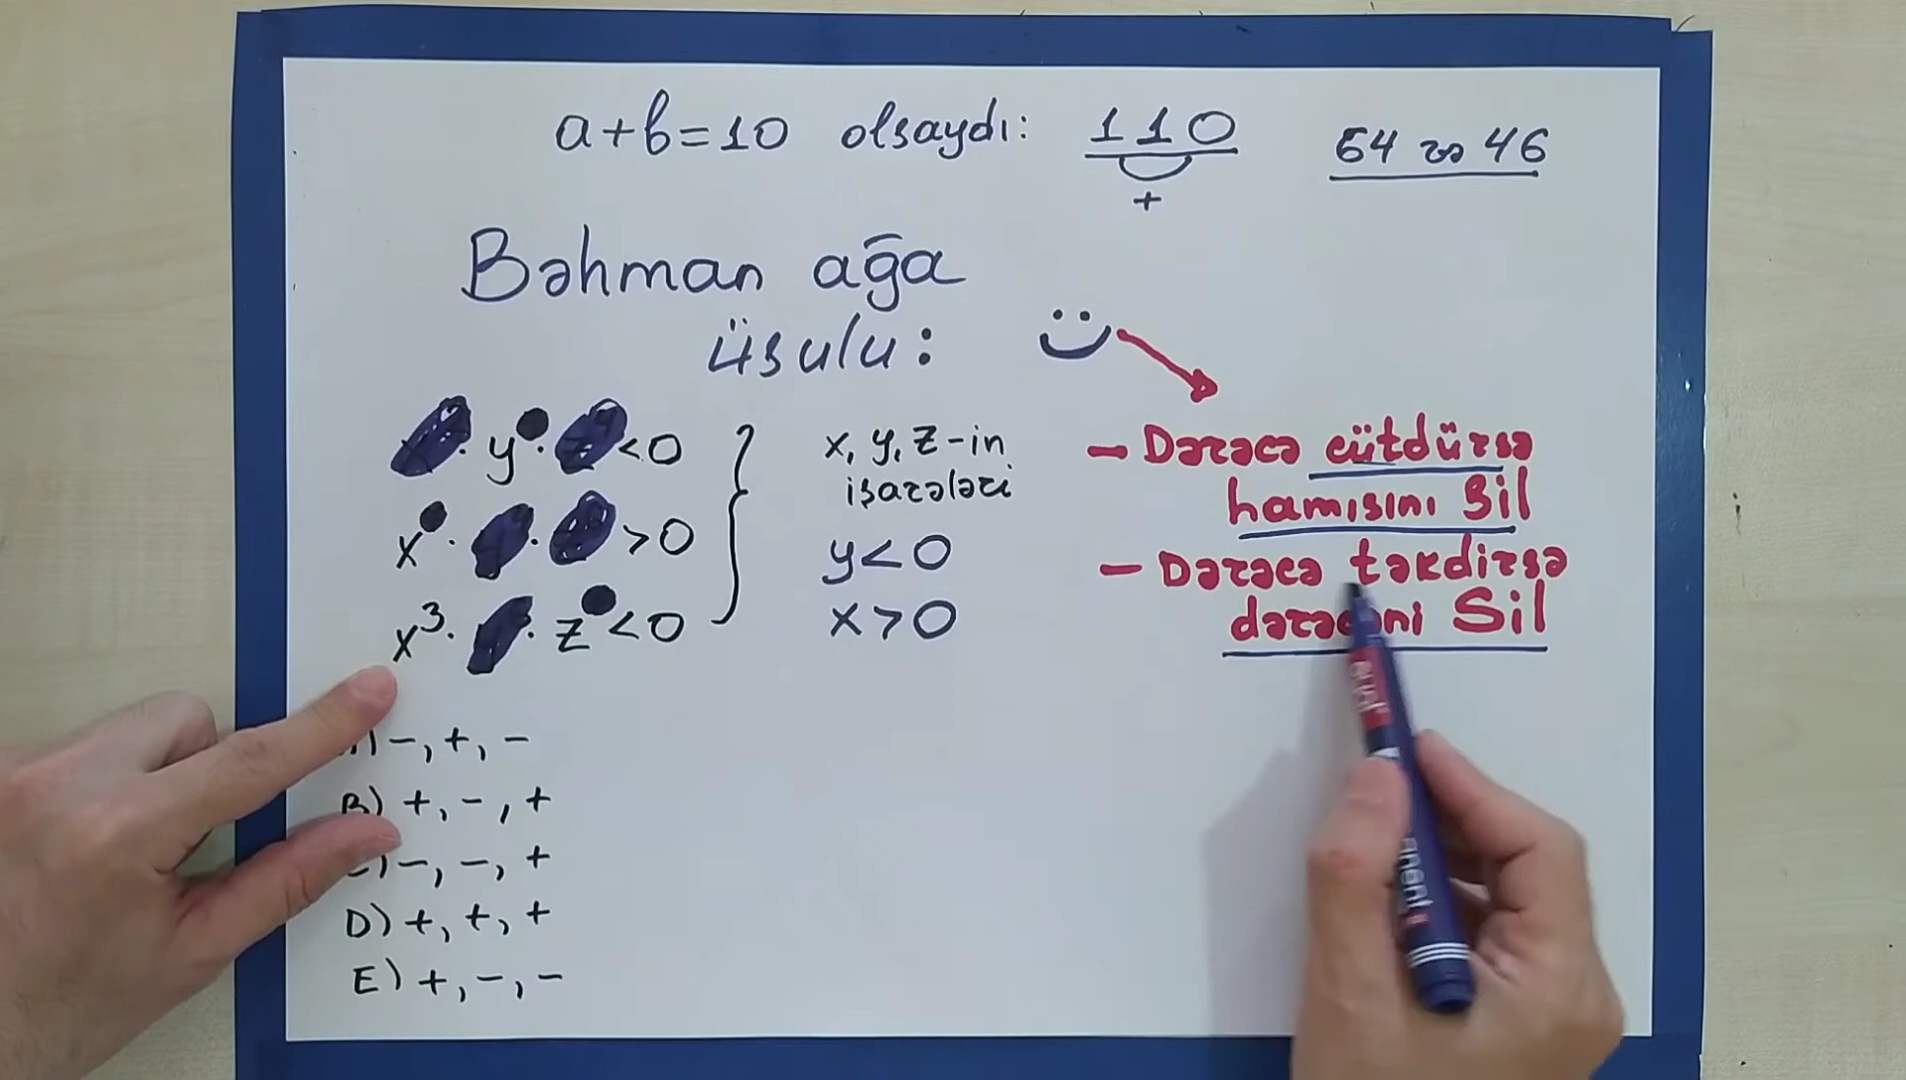 a+b=10 olsaydı: 110 64 və 46
+
Bəhman ağa
üsulu:
y · <0
x · · >0
x³ · · z <0
x, y, z-in
işarələri
y<0
x>0
– Dərəcə cütdürsə
hamısını Sil
– Dərəcə təkdirsə
dərəcəni Sil
–, +, –
B) +, –, +
–, –, +
D) +, +, +
E) +, –, –